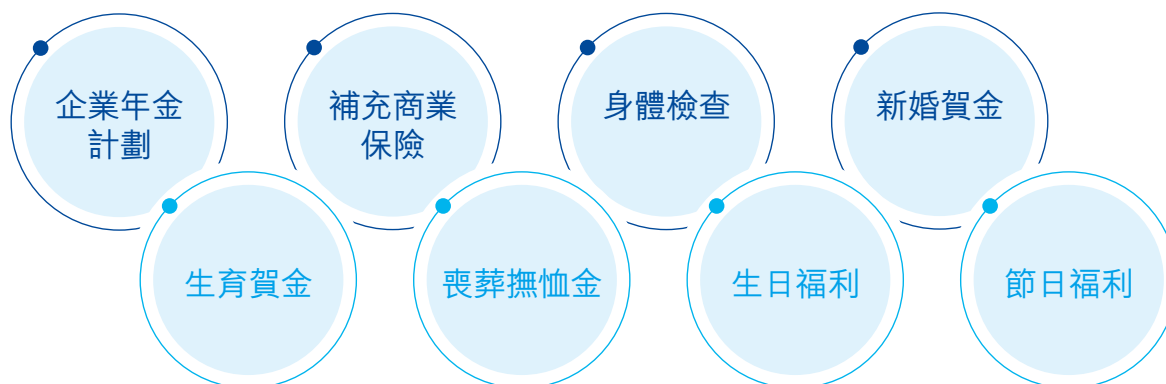 企業年金
計劃
補充商業
保險
身體檢查
新婚賀金
生育賀金
喪葬撫恤金
生日福利
節日福利